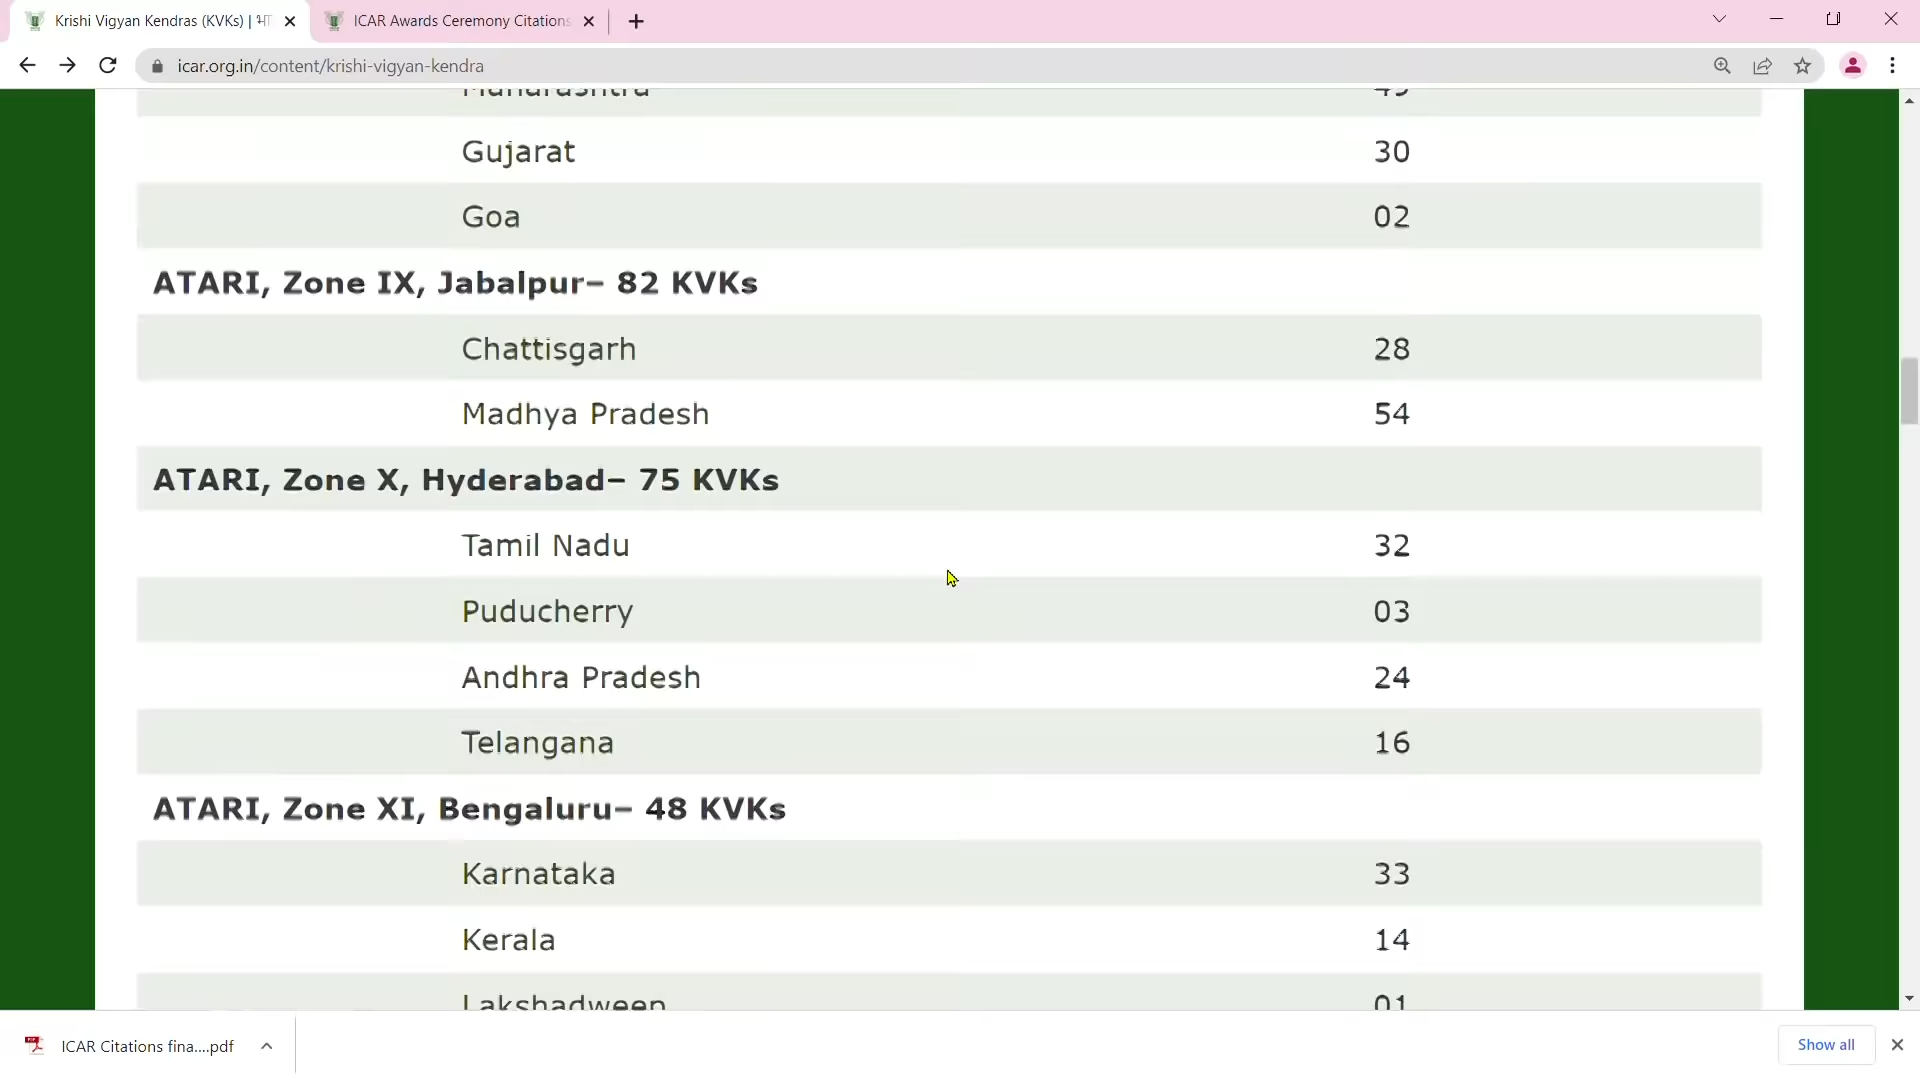 Krishi Vigyan Kendras (KVKs) |
ICAR Awards Ceremony Citations
icar.org.in/content/krishi-vigyan-kendra
Maharashtra 49
Gujarat 30
Goa 02
ATARI, Zone IX, Jabalpur– 82 KVKs
Chattisgarh 28
Madhya Pradesh 54
ATARI, Zone X, Hyderabad– 75 KVKs
Tamil Nadu 32
Puducherry 03
Andhra Pradesh 24
Telangana 16
ATARI, Zone XI, Bengaluru– 48 KVKs
Karnataka 33
Kerala 14
Lakshadweep 01
ICAR Citations fina....pdf
Show all